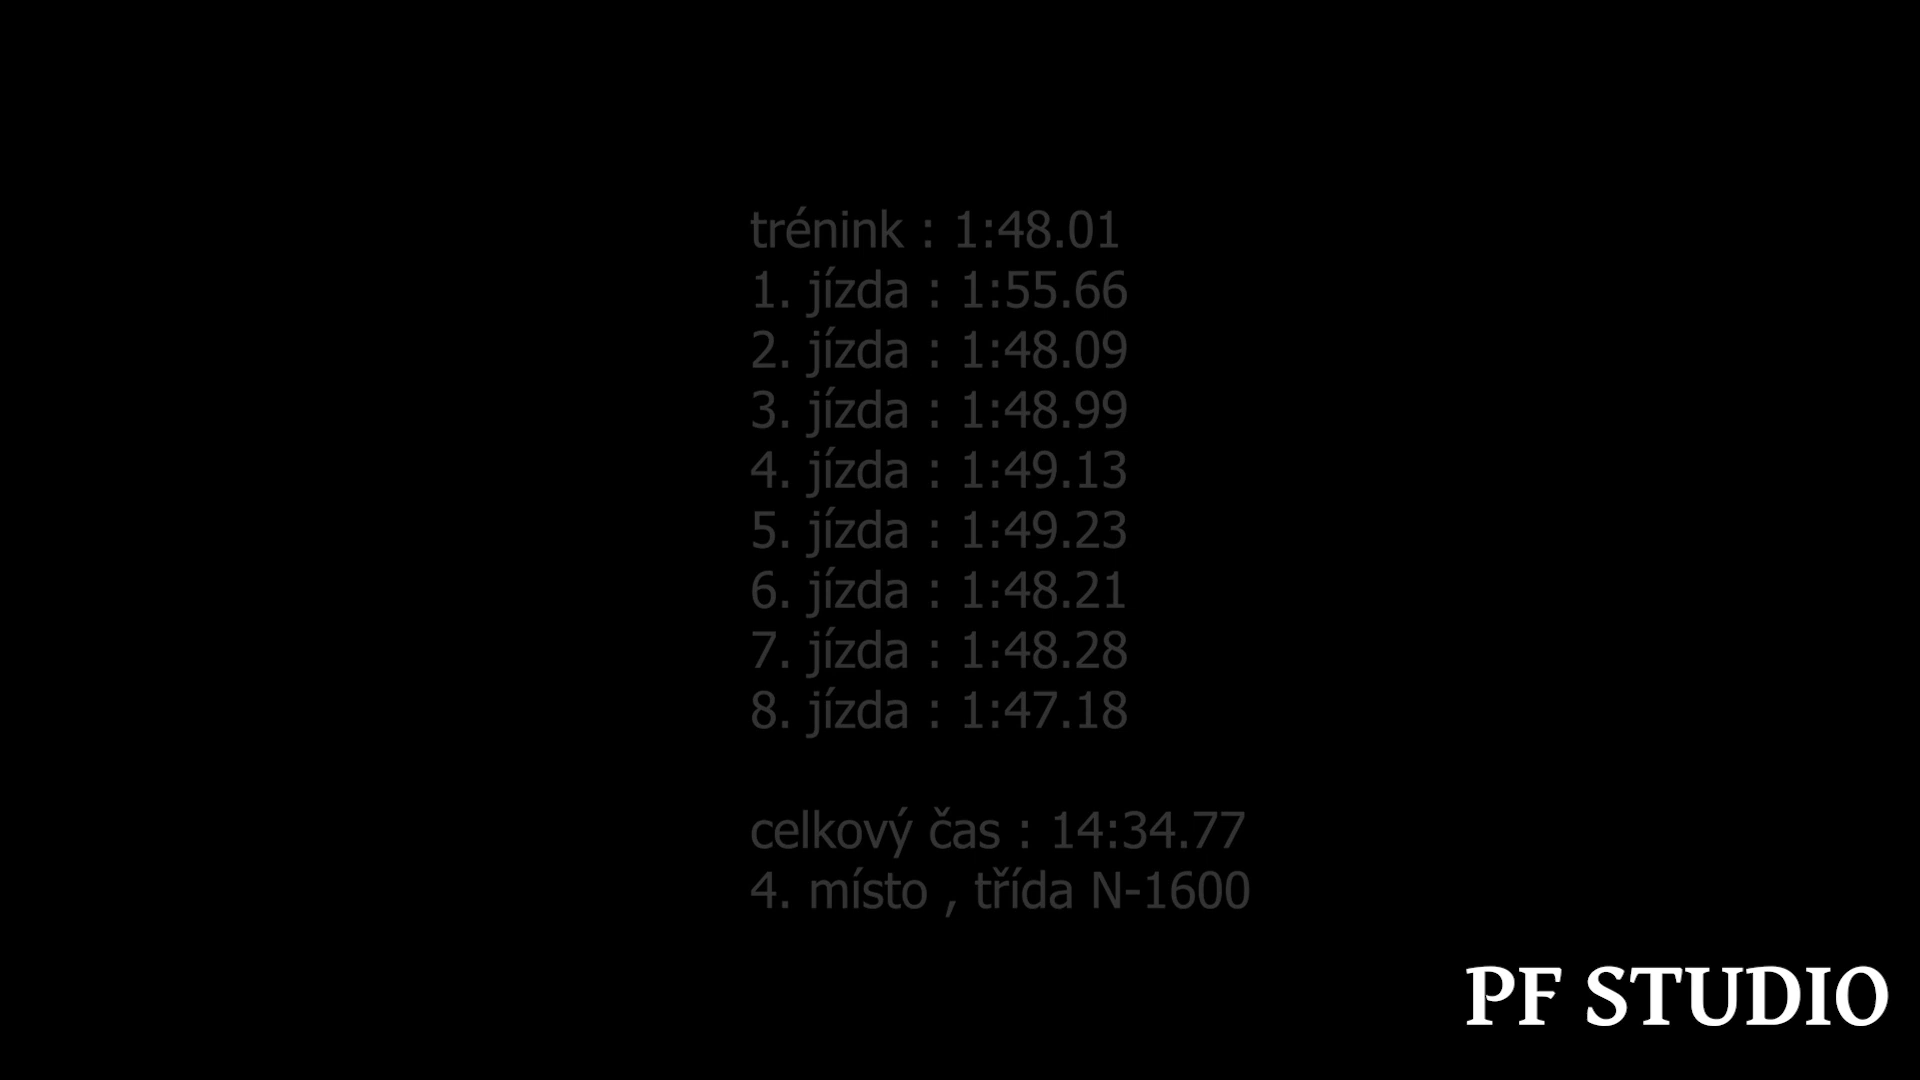 trénink : 1:48.01
1. jízda : 1:55.66
2. jízda : 1:48.09
3. jízda : 1:48.99
4. jízda : 1:49.13
5. jízda : 1:49.23
6. jízda : 1:48.21
7. jízda : 1:48.28
8. jízda : 1:47.18
celkový čas : 14:34.77
4. místo , třída N-1600
PF STUDIO